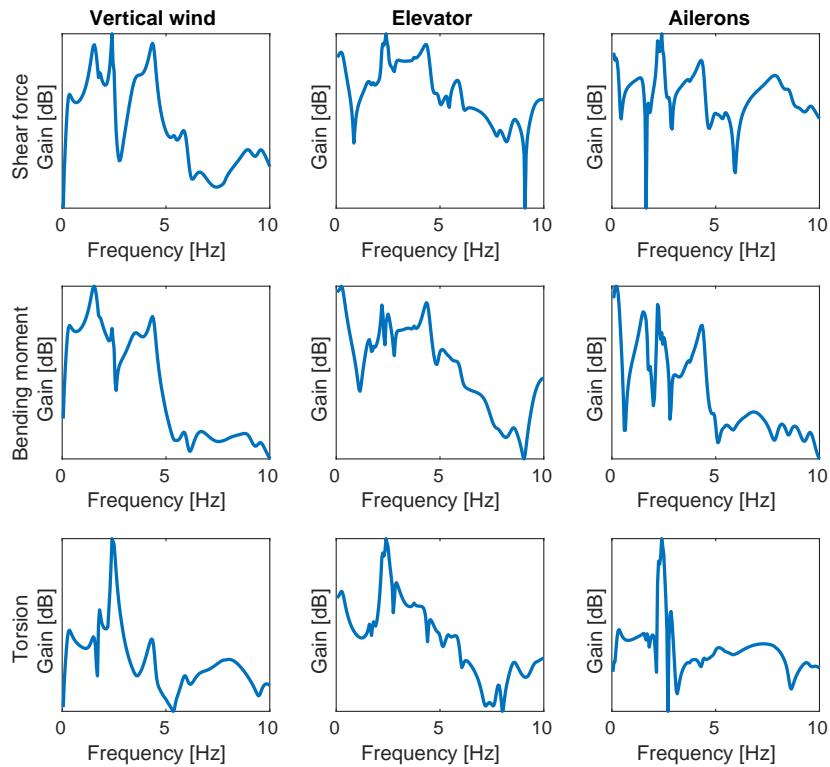 Vertical wind
Elevator
Ailerons
Shear force
Gain [dB]
Gain [dB]
Gain [dB]
0 5 10
0 5 10
0 5 10
Frequency [Hz]
Frequency [Hz]
Frequency [Hz]
Bending moment
Gain [dB]
Gain [dB]
Gain [dB]
0 5 10
0 5 10
0 5 10
Frequency [Hz]
Frequency [Hz]
Frequency [Hz]
Torsion
Gain [dB]
Gain [dB]
Gain [dB]
0 5 10
0 5 10
0 5 10
Frequency [Hz]
Frequency [Hz]
Frequency [Hz]